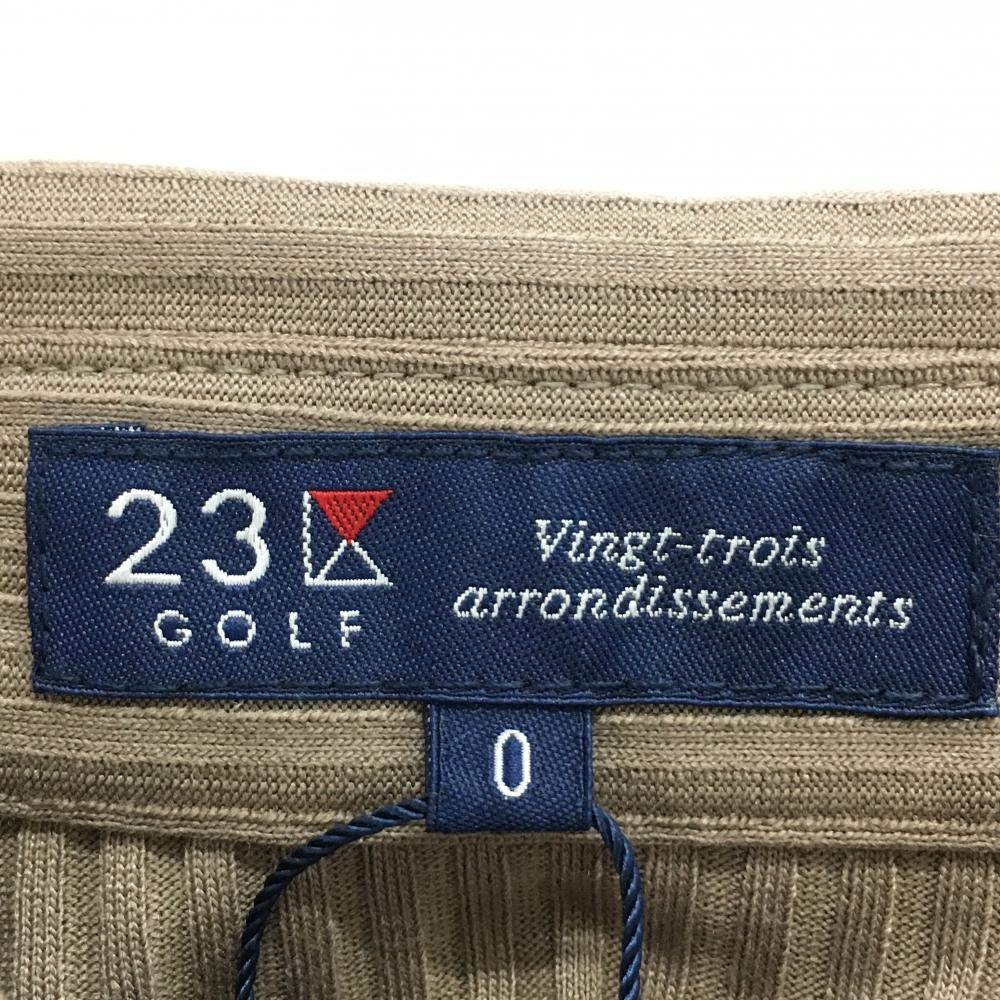 23
GOLF
Vingt-trois
arrondissements
0